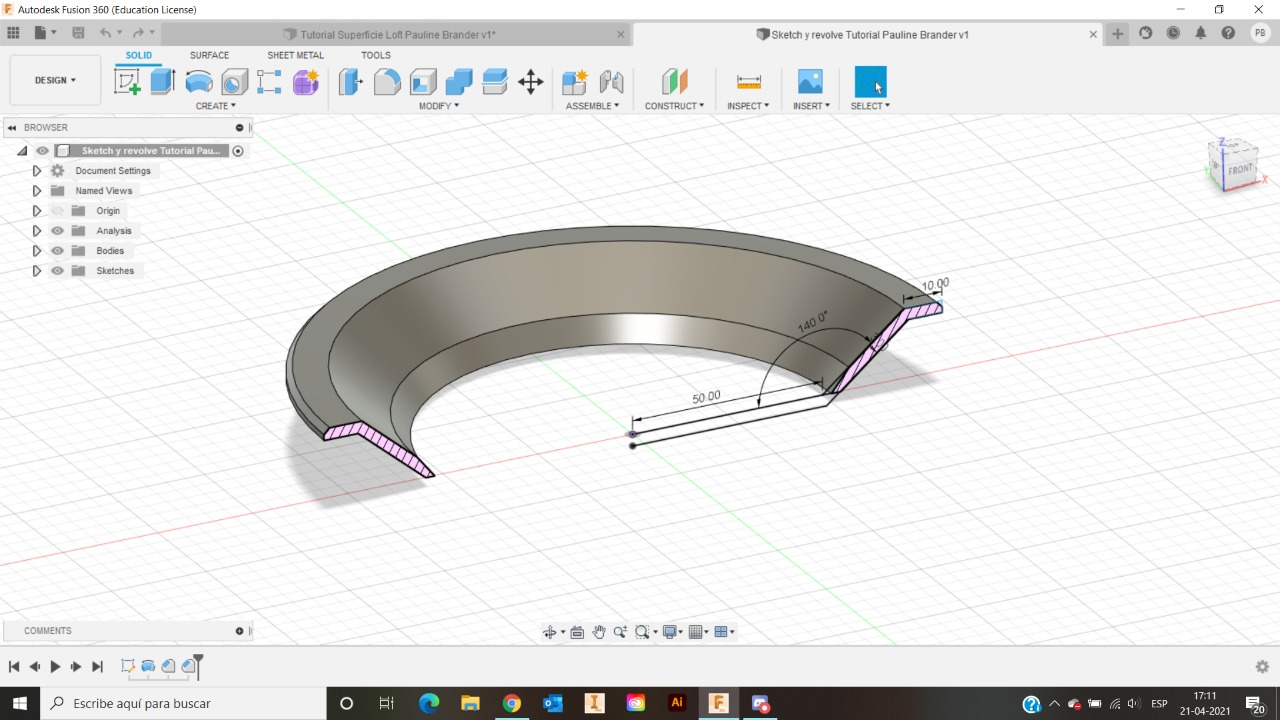 Autodesk Fusion 360 (Education License)
Tutorial Superficie Loft Pauline Brander v1*
Sketch y revolve Tutorial Pauline Brander v1
PB
SOLID
SURFACE
SHEET METAL
TOOLS
DESIGN
CREATE
MODIFY
ASSEMBLE
CONSTRUCT
INSPECT
INSERT
SELECT
BROWSER
Sketch y revolve Tutorial Pau...
Document Settings
Named Views
Origin
Analysis
Bodies
Sketches
Z
FRONT
X
10.00
140.0°
50.00
COMMENTS
Escribe aquí para buscar
Ai
ESP
17:11
21-04-2021
20